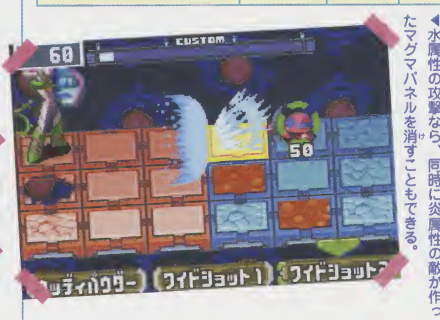 ◀水属性の攻撃なら、同時に炎属性の敵が作っ
たマグマパネルを消すこともできる。
CUSTOM
60
50
ッディパウダー
ワイドショット1
ワイドショット2